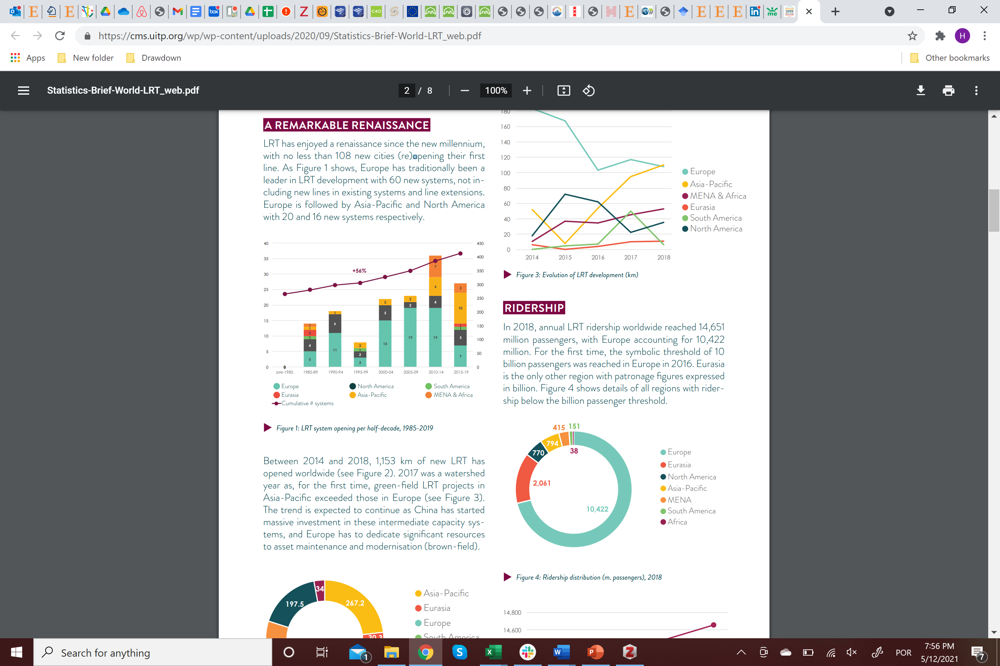 https://cms.uitp.org/wp/wp-content/uploads/2020/09/Statistics-Brief-World-LRT_web.pdf
H
Apps
New folder
Drawdown
Other bookmarks
Statistics-Brief-World-LRT_web.pdf
2 / 8
100%
A REMARKABLE RENAISSANCE
LRT has enjoyed a renaissance since the new millennium,
with no less than 108 new cities (re)opening their first
line. As Figure 1 shows, Europe has traditionally been a
leader in LRT development with 60 new systems, not in-
cluding new lines in existing systems and line extensions.
Europe is followed by Asia-Pacific and North America
with 20 and 16 new systems respectively.
40
35
30
25
20
15
10
5
0
450
400
350
300
250
200
150
100
50
0
+56%
0
5
4
1
2
1
1
11
6
1
3
2
1
2
15
5
2
19
2
2
19
4
6
7
7
5
1
1
10
3
pre-1985 1985-89 1990-94 1995-99 2000-04 2005-09 2010-14 2015-19
Europe North America South America
Eurasia Asia-Pacific MENA & Africa
Cumulative # systems
Figure 1: LRT system opening per half-decade, 1985-2019
Between 2014 and 2018, 1,153 km of new LRT has
opened worldwide (see Figure 2). 2017 was a watershed
year as, for the first time, green-field LRT projects in
Asia-Pacific exceeded those in Europe (see Figure 3).
The trend is expected to continue as China has started
massive investment in these intermediate capacity sys-
tems, and Europe has to dedicate significant resources
to asset maintenance and modernisation (brown-field).
34
197.5
267.2
30.3
Asia-Pacific
Eurasia
Europe
South America
180
160
140
120
100
80
60
40
20
0
2014 2015 2016 2017 2018
Europe
Asia-Pacific
MENA & Africa
Eurasia
South America
North America
Figure 3: Evolution of LRT development (km)
RIDERSHIP
In 2018, annual LRT ridership worldwide reached 14,651
million passengers, with Europe accounting for 10,422
million. For the first time, the symbolic threshold of 10
billion passengers was reached in Europe in 2016. Eurasia
is the only other region with patronage figures expressed
in billion. Figure 4 shows details of all regions with rider-
ship below the billion passenger threshold.
415 151
794
38
770
2,061
10,422
Europe
Eurasia
North America
Asia-Pacific
MENA
South America
Africa
Figure 4: Ridership distribution (m. passengers), 2018
14,800
14,600
Search for anything
1
POR
7:56 PM
5/12/2021
7